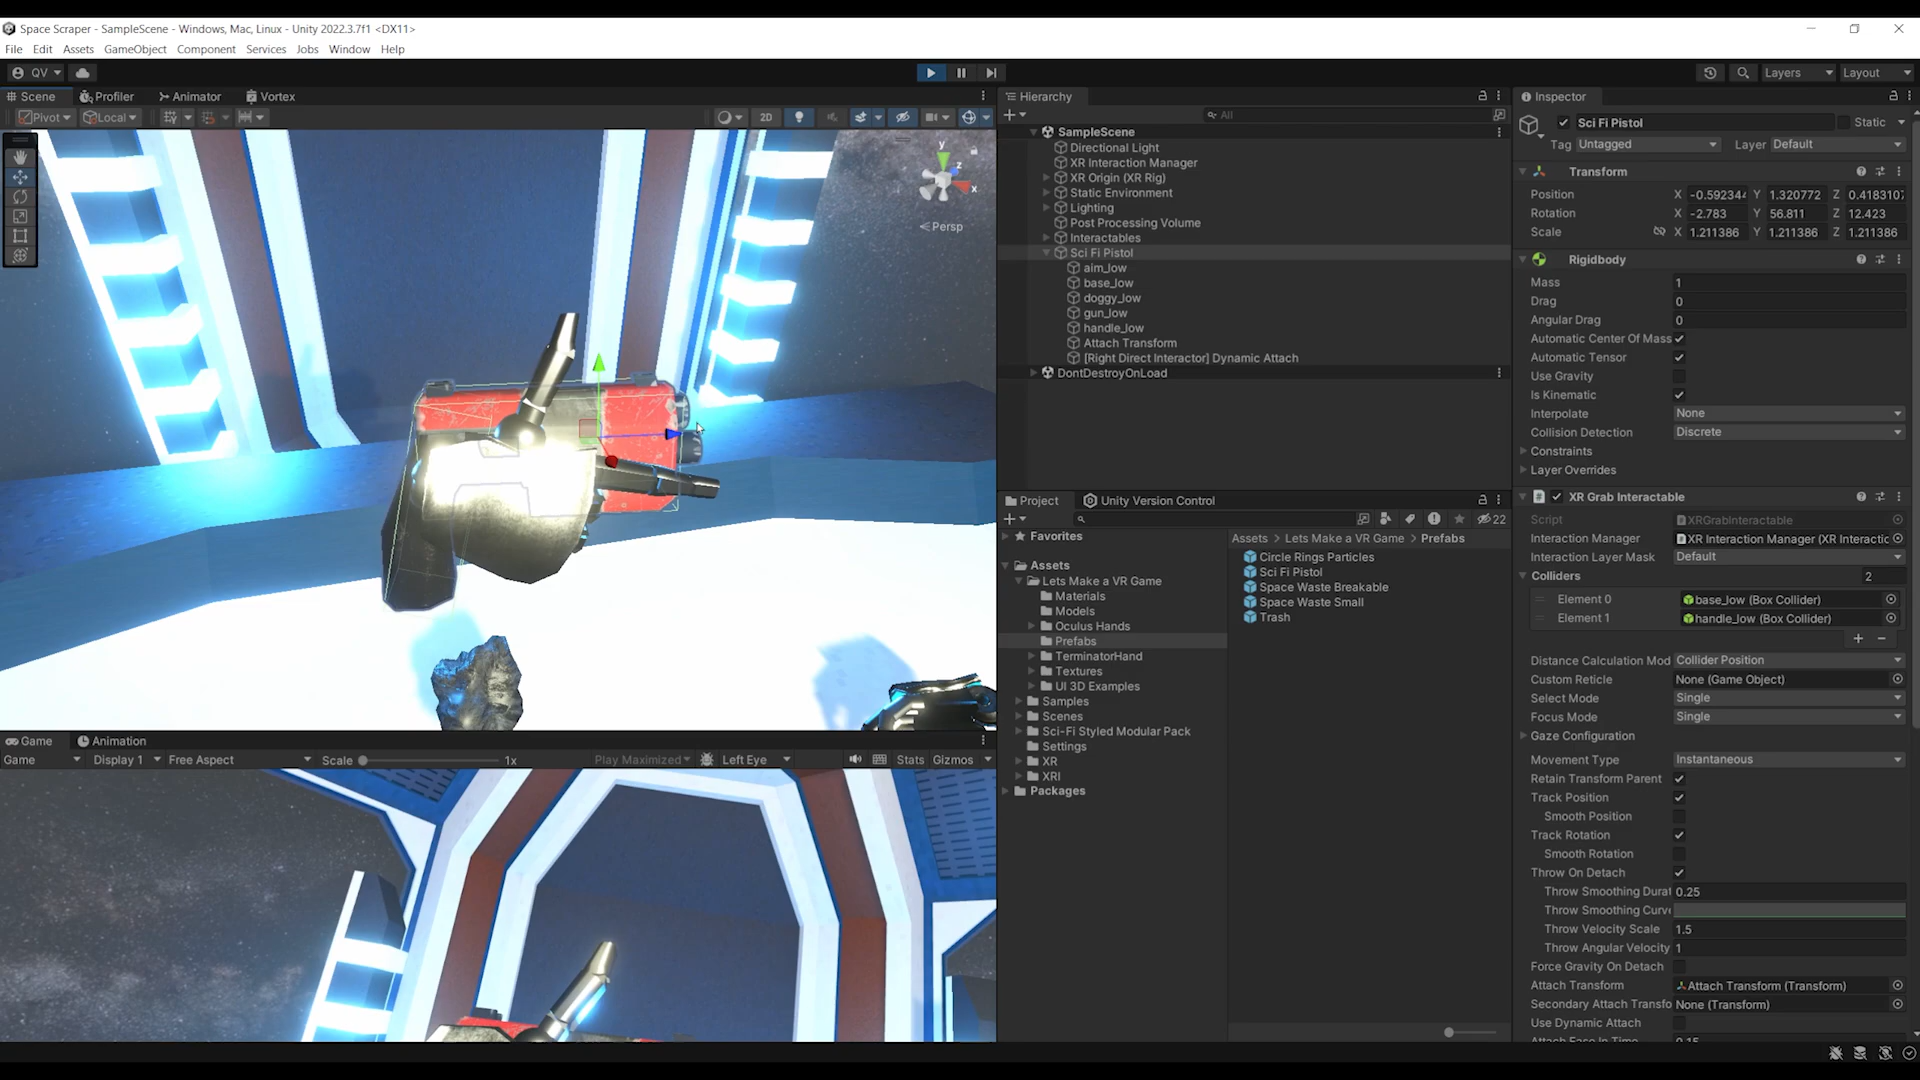 Space Scraper - SampleScene - Windows, Mac, Linux - Unity 2022.3.7f1 <DX11>
File Edit Assets GameObject Component Services Jobs Window Help
QV
Layers Layout
Scene Profiler Animator Vortex
Pivot Local
2D
y
z
x
Persp
Hierarchy
All
SampleScene
Directional Light
XR Interaction Manager
XR Origin (XR Rig)
Static Environment
Lighting
Post Processing Volume
Interactables
Sci Fi Pistol
aim_low
base_low
doggy_low
gun_low
handle_low
Attach Transform
[Right Direct Interactor] Dynamic Attach
DontDestroyOnLoad
Project Unity Version Control
22
Favorites
Assets
Lets Make a VR Game
Materials
Models
Oculus Hands
Prefabs
TerminatorHand
Textures
UI 3D Examples
Samples
Scenes
Sci-Fi Styled Modular Pack
Settings
XR
XRI
Packages
Assets > Lets Make a VR Game > Prefabs
Circle Rings Particles
Sci Fi Pistol
Space Waste Breakable
Space Waste Small
Trash
Game Animation
Game Display 1 Free Aspect Scale 1x Play Maximized Left Eye Stats Gizmos
Inspector
Sci Fi Pistol Static
Tag Untagged Layer Default
Transform
Position X -0.592344 Y 1.320772 Z 0.4183107
Rotation X -2.783 Y 56.811 Z 12.423
Scale X 1.211386 Y 1.211386 Z 1.211386
Rigidbody
Mass 1
Drag 0
Angular Drag 0
Automatic Center Of Mass
Automatic Tensor
Use Gravity
Is Kinematic
Interpolate None
Collision Detection Discrete
Constraints
Layer Overrides
XR Grab Interactable
Script XRGrabInteractable
Interaction Manager XR Interaction Manager (XR Interactic
Interaction Layer Mask Default
Colliders 2
Element 0 base_low (Box Collider)
Element 1 handle_low (Box Collider)
Distance Calculation Mod Collider Position
Custom Reticle None (Game Object)
Select Mode Single
Focus Mode Single
Gaze Configuration
Movement Type Instantaneous
Retain Transform Parent
Track Position
Smooth Position
Track Rotation
Smooth Rotation
Throw On Detach
Throw Smoothing Durat 0.25
Throw Smoothing Curve
Throw Velocity Scale 1.5
Throw Angular Velocity 1
Force Gravity On Detach
Attach Transform Attach Transform (Transform)
Secondary Attach Transfo None (Transform)
Use Dynamic Attach
Attach Ease In Time 0.15